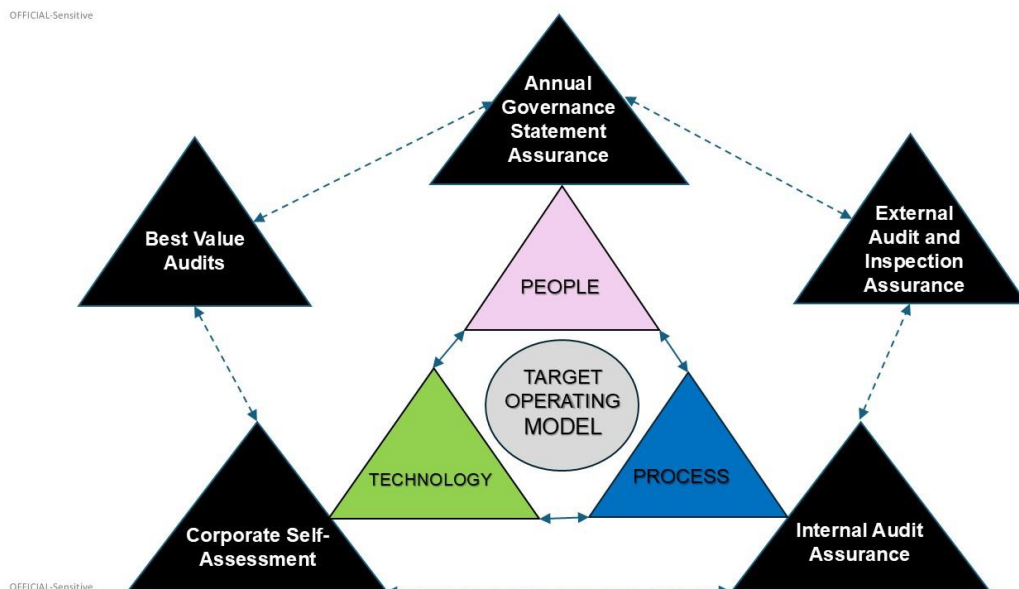 OFFICIAL-Sensitive
Annual
Governance
Statement
Assurance
Best Value
Audits
External
Audit and
Inspection
Assurance
PEOPLE
TARGET
OPERATING
MODEL
TECHNOLOGY
PROCESS
Corporate Self-
Assessment
Internal Audit
Assurance
OFFICIAL-Sensitive